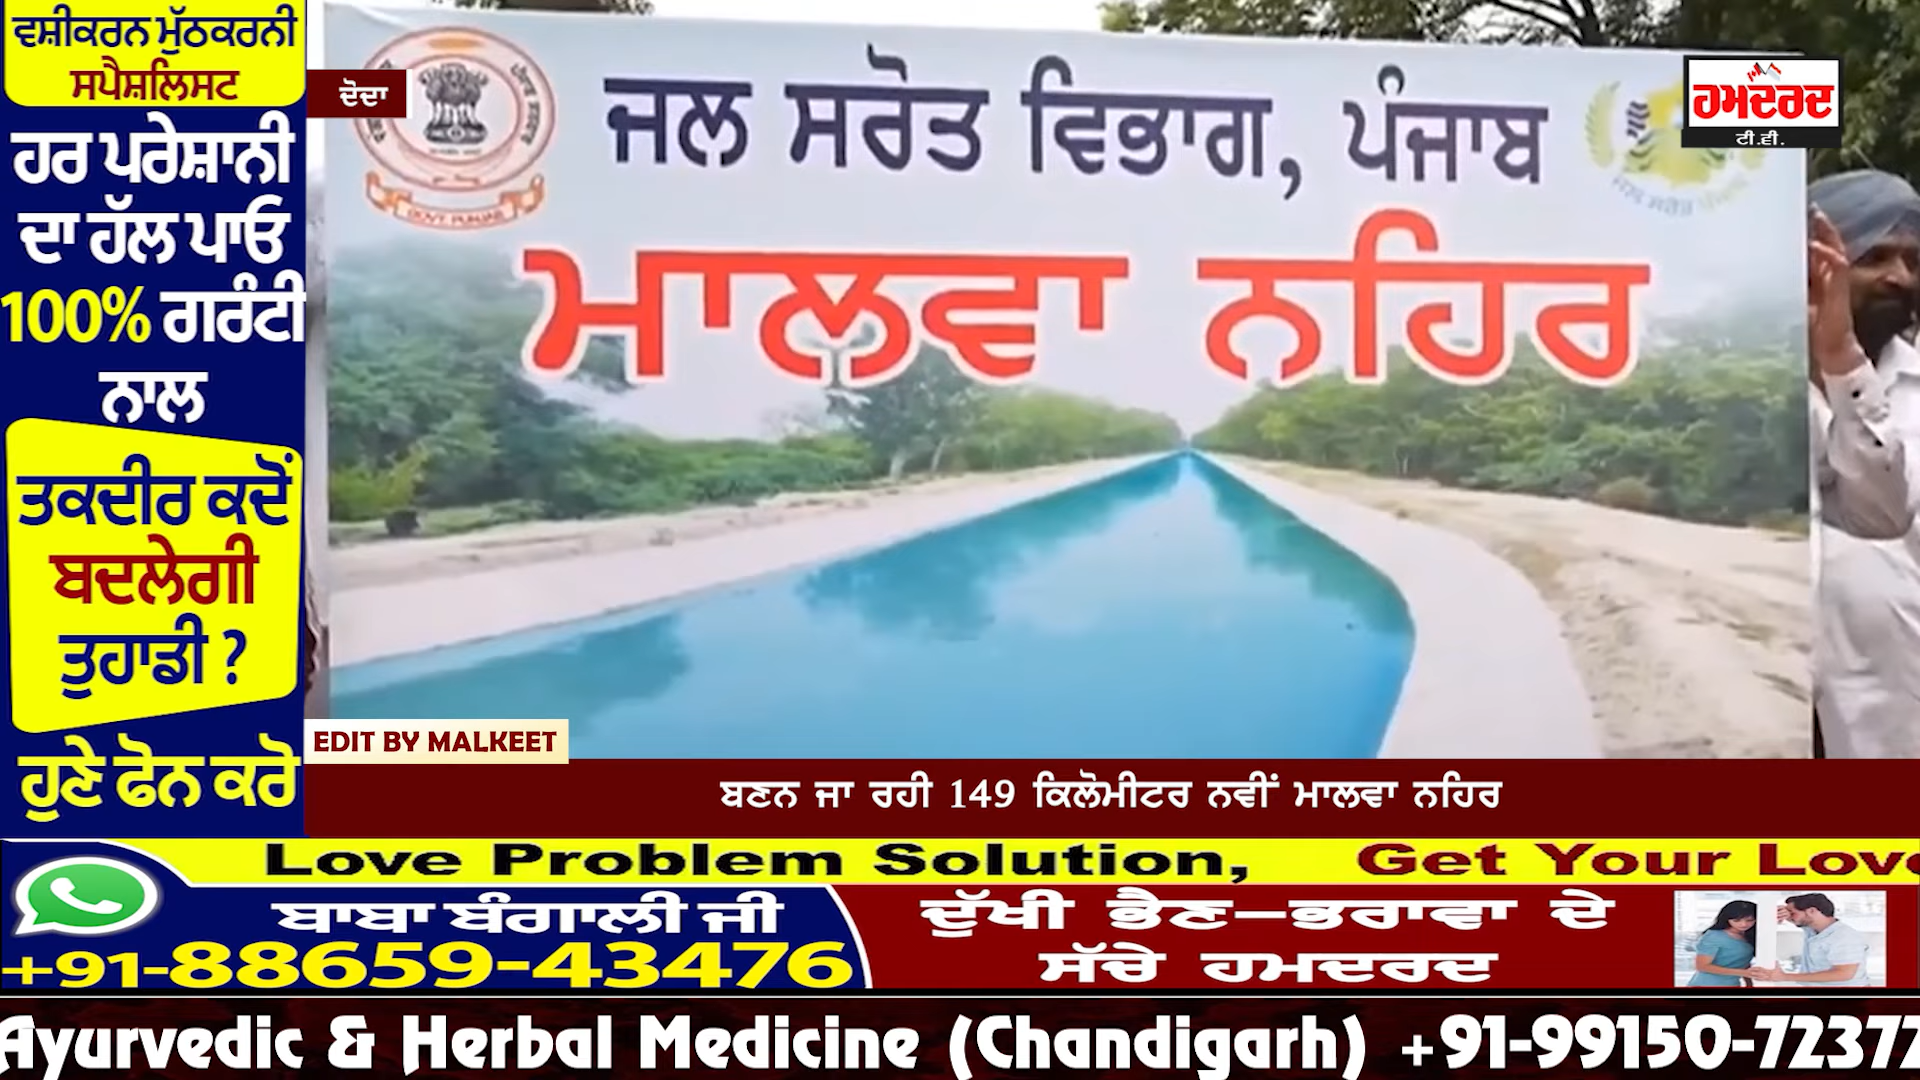 ਵਸ਼ੀਕਰਨ ਮੁੱਠਕਰਨੀ
ਸਪੈਸ਼ਲਿਸਟ
ਹਰ ਪਰੇਸ਼ਾਨੀ
ਦਾ ਹੱਲ ਪਾਓ
100% ਗਰੰਟੀ
ਨਾਲ
ਤਕਦੀਰ ਕਦੋਂ
ਬਦਲੇਗੀ
ਤੁਹਾਡੀ ?
ਹੁਣੇ ਫੋਨ ਕਰੋ
ਦੋਦਾ
ਹਮਦਰਦ
ਟੀ.ਵੀ.
GOVT PUNJAB
ਜਲ ਸਰੋਤ ਵਿਭਾਗ, ਪੰਜਾਬ
ਮਾਲਵਾ ਨਹਿਰ
EDIT BY MALKEET
ਬਣਨ ਜਾ ਰਹੀ 149 ਕਿਲੋਮੀਟਰ ਨਵੀਂ ਮਾਲਵਾ ਨਹਿਰ
Love Problem Solution, Get Your Love
ਬਾਬਾ ਬੰਗਾਲੀ ਜੀ
+91-88659-43476
ਦੁੱਖੀ ਭੈਣ-ਭਰਾਵਾ ਦੇ
ਸੱਚੇ ਹਮਦਰਦ
Ayurvedic & Herbal Medicine (Chandigarh) +91-99150-72377